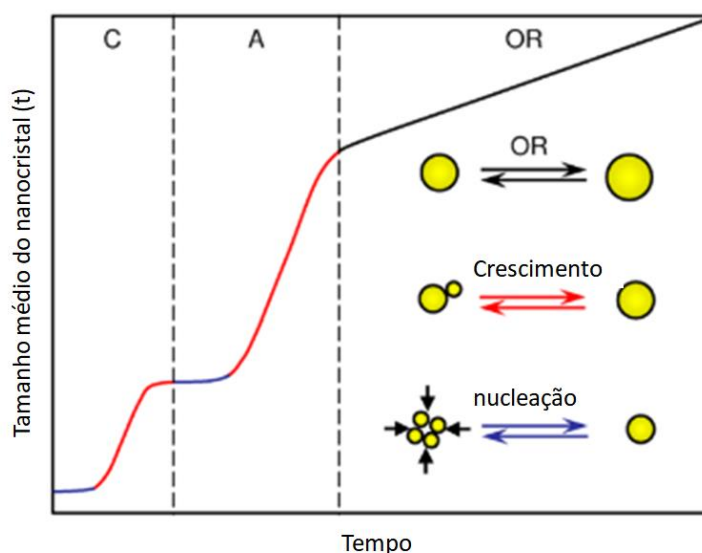 C
A
OR
Tamanho médio do nanocristal (t)
OR
Crescimento
nucleação
Tempo